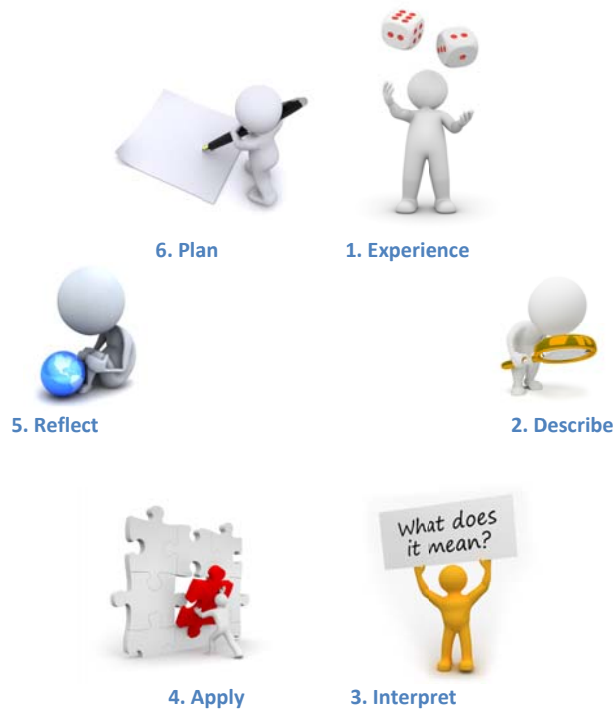 6. Plan
1. Experience
5. Reflect
2. Describe
What does
it mean?
4. Apply
3. Interpret